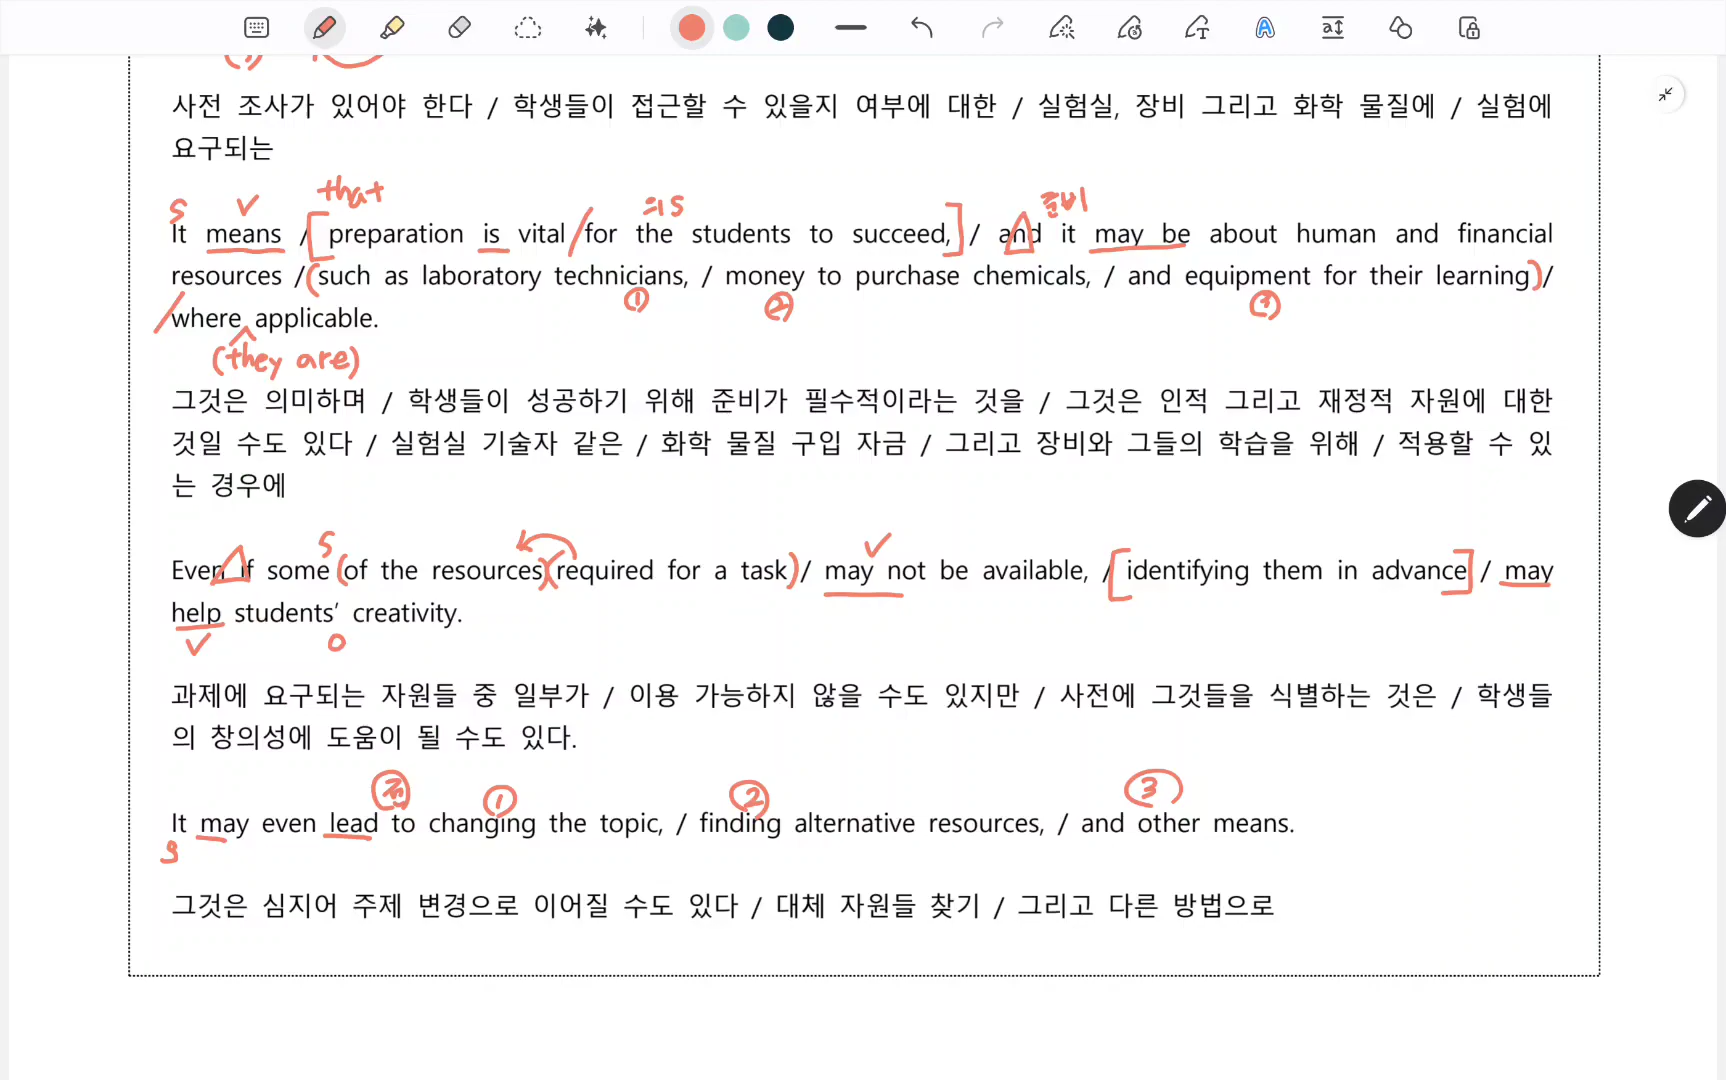 사전 조사가 있어야 한다 / 학생들이 접근할 수 있을지 여부에 대한 / 실험실, 장비 그리고 화학 물질에 / 실험에
요구되는
that
S V :is 준비
It means / [ preparation is vital / for the students to succeed, ] / and it may be about human and financial
resources / (such as laboratory technicians, / money to purchase chemicals, / and equipment for their learning) /
① ② ③
/ where applicable.
(they are)
그것은 의미하며 / 학생들이 성공하기 위해 준비가 필수적이라는 것을 / 그것은 인적 그리고 재정적 자원에 대한
것일 수도 있다 / 실험실 기술자 같은 / 화학 물질 구입 자금 / 그리고 장비와 그들의 학습을 위해 / 적용할 수 있
는 경우에
S V
Even if some (of the resources)(required for a task) / may not be available, / [ identifying them in advance ] / may
help students’ creativity.
V O
과제에 요구되는 자원들 중 일부가 / 이용 가능하지 않을 수도 있지만 / 사전에 그것들을 식별하는 것은 / 학생들
의 창의성에 도움이 될 수도 있다.
① ② ③
It may even lead to changing the topic, / finding alternative resources, / and other means.
S
그것은 심지어 주제 변경으로 이어질 수도 있다 / 대체 자원들 찾기 / 그리고 다른 방법으로